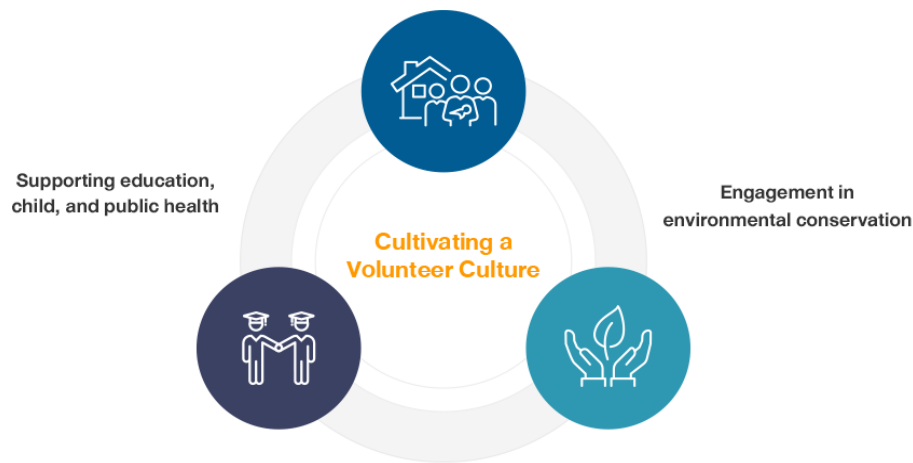 Supporting education,
child, and public health
Engagement in
environmental conservation
Cultivating a
Volunteer Culture